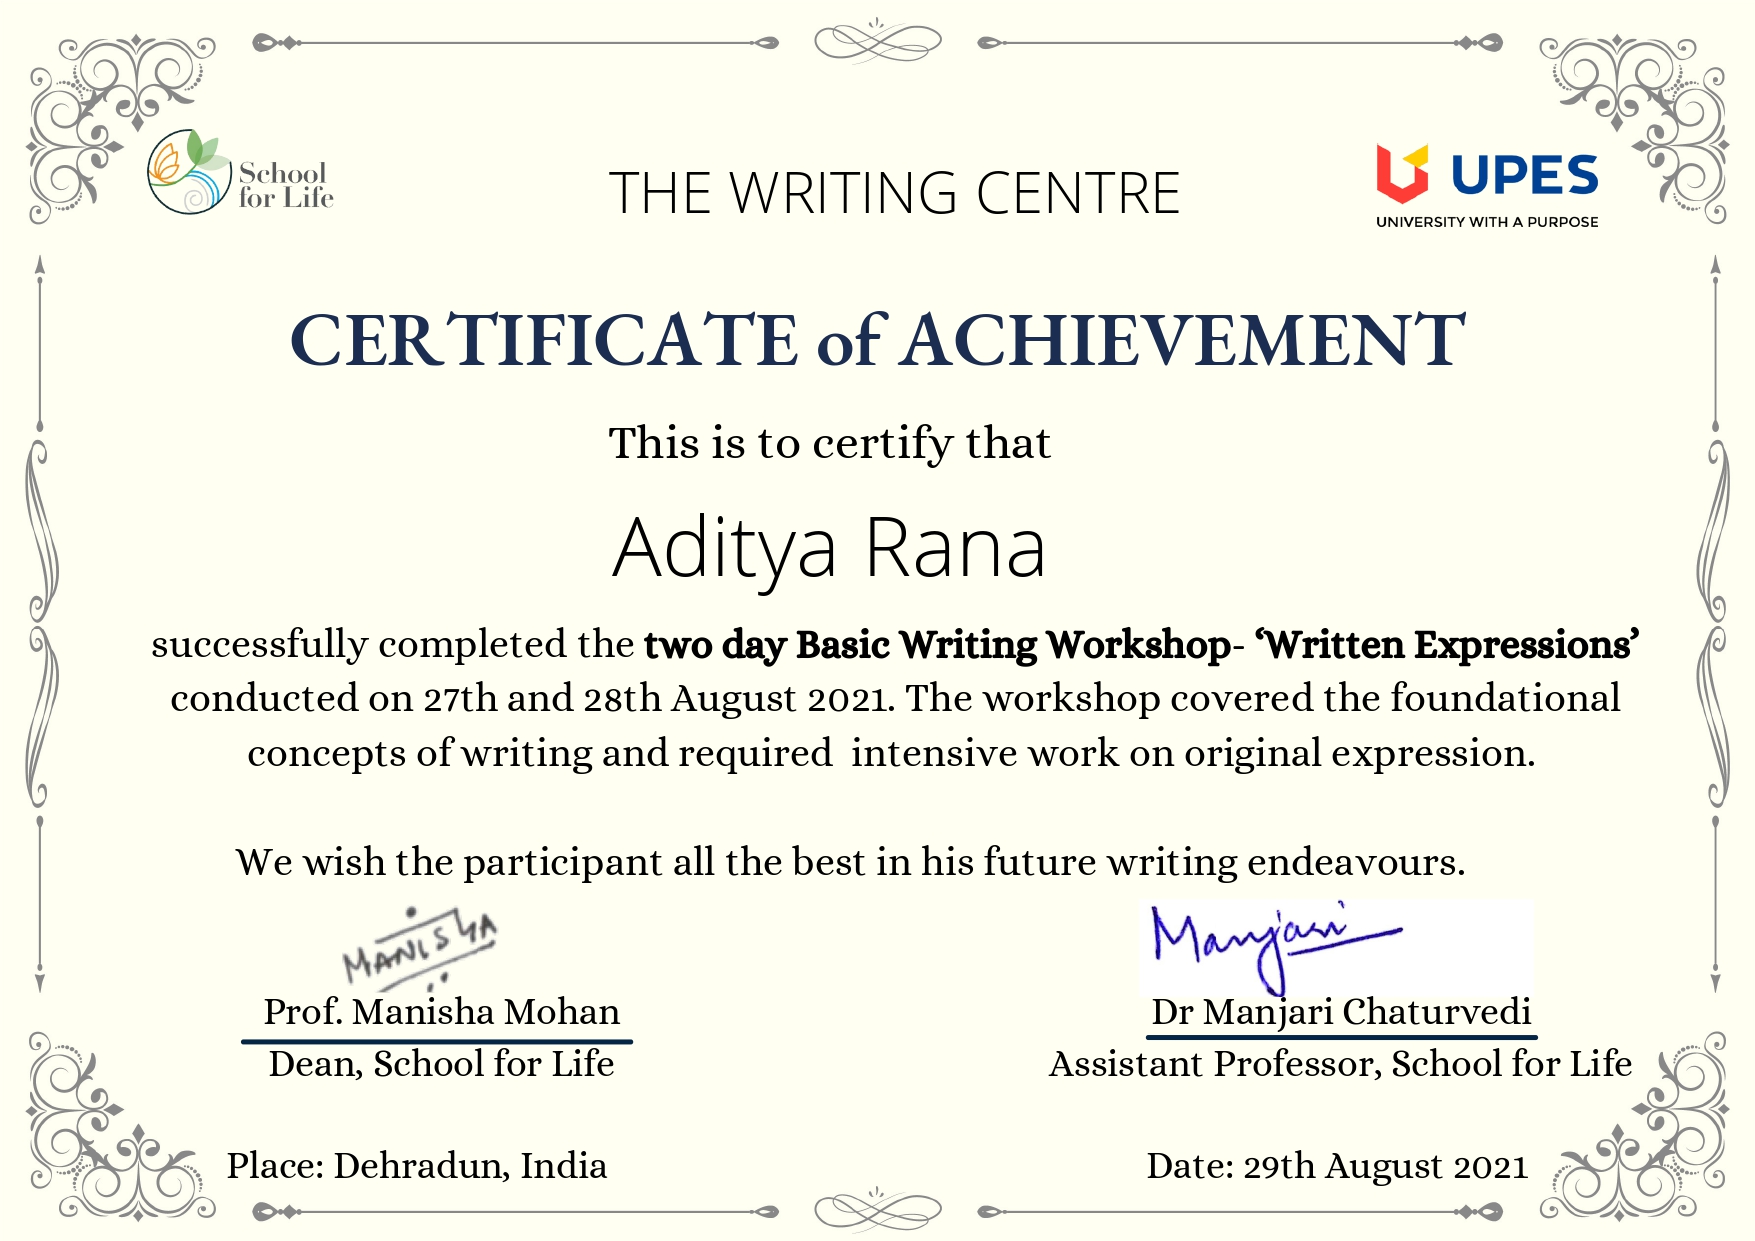 School
for Life
THE WRITING CENTRE
UPES
UNIVERSITY WITH A PURPOSE
CERTIFICATE of ACHIEVEMENT
This is to certify that
Aditya Rana
successfully completed the two day Basic Writing Workshop- ‘Written Expressions’
conducted on 27th and 28th August 2021. The workshop covered the foundational
concepts of writing and required  intensive work on original expression.
We wish the participant all the best in his future writing endeavours.
MANISHA
Manjari
Prof. Manisha Mohan
Dr Manjari Chaturvedi
Dean, School for Life
Assistant Professor, School for Life
Place: Dehradun, India
Date: 29th August 2021